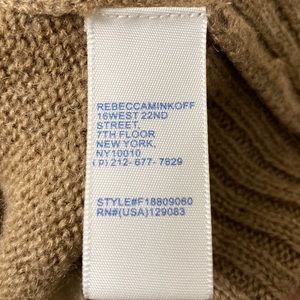 REBECCAMINKOFF
16WEST 22ND
STREET,
7TH FLOOR
NEW YORK,
NY10010
(P) 212- 677- 7829
STYLE#F18809060
RN#(USA)129083